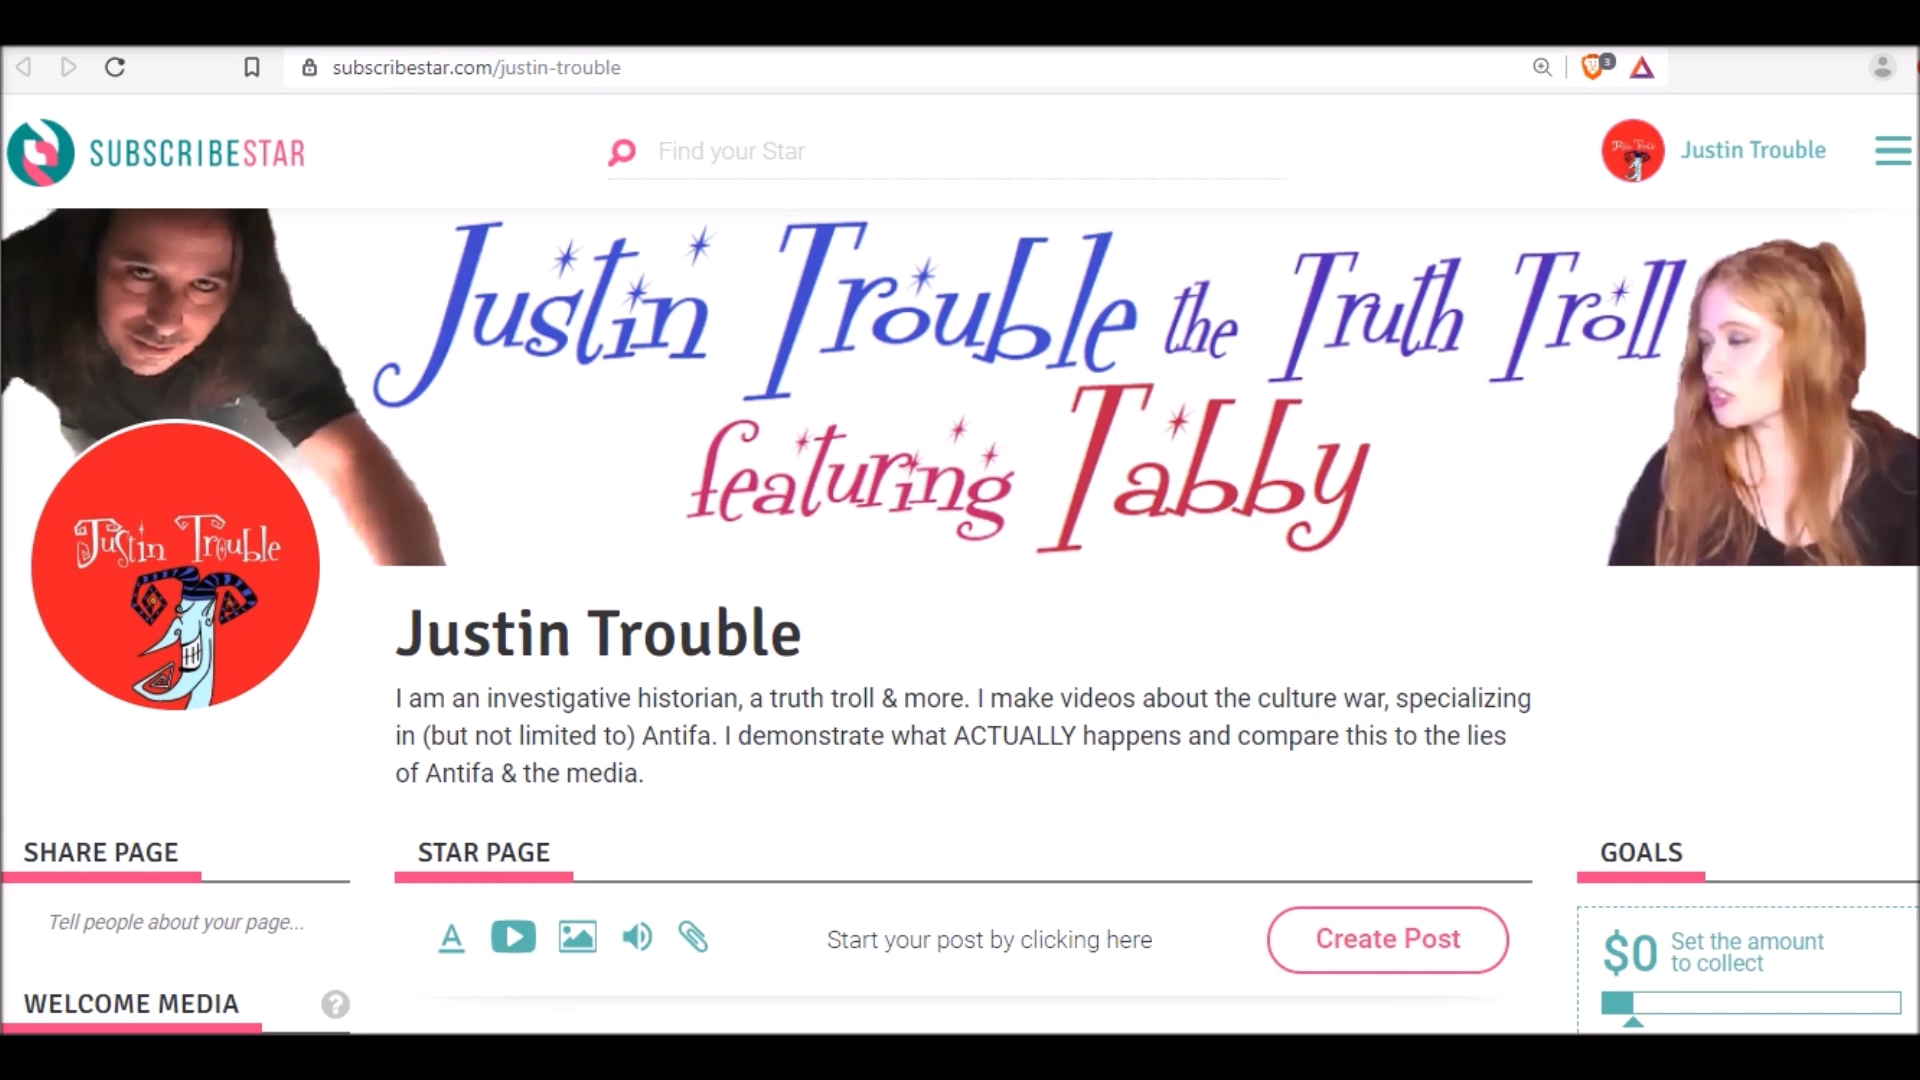 subscribestar.com/justin-trouble
3
SUBSCRIBESTAR
Find your Star
Justin Trouble
Justin Trouble the Truth Troll
featuring Tabby
Justin Trouble
Justin Trouble
I am an investigative historian, a truth troll & more. I make videos about the culture war, specializing
in (but not limited to) Antifa. I demonstrate what ACTUALLY happens and compare this to the lies
of Antifa & the media.
SHARE PAGE
STAR PAGE
GOALS
Tell people about your page...
A
Start your post by clicking here
Create Post
$0
Set the amount
to collect
WELCOME MEDIA
?